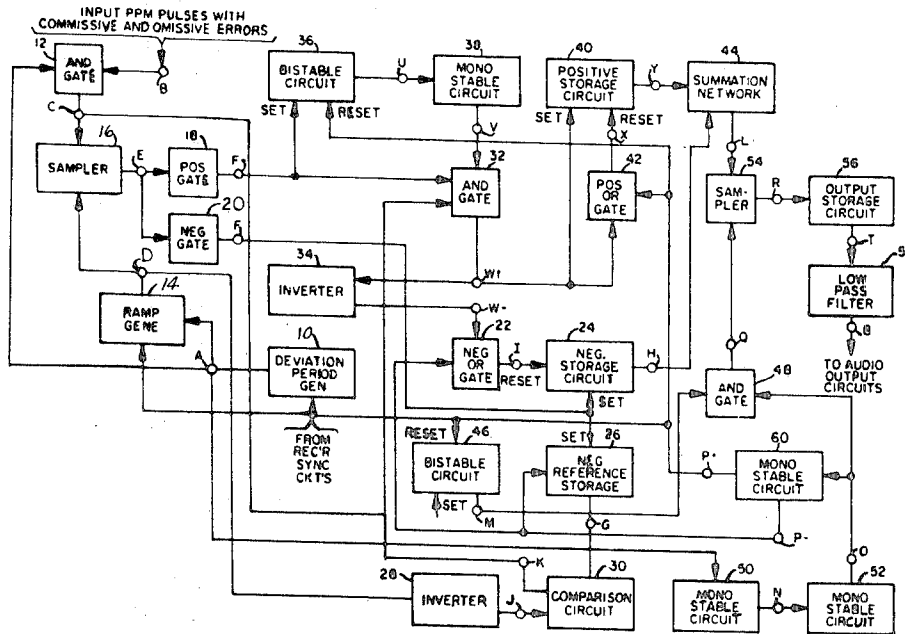 INPUT PPM PULSES WITH
COMMISSIVE AND OMISSIVE ERRORS
12
AND
GATE
B
C
16
SAMPLER
E
18
POS
GATE
F+
20
NEG
GATE
F
D
14
RAMP
GENE
A
10
DEVIATION
PERIOD
GEN
FROM
REC'R
SYNC
CKT'S
36
BISTABLE
CIRCUIT
SET
RESET
U
38
MONO
STABLE
CIRCUIT
V
32
AND
GATE
W+
34
INVERTER
W-
22
NEG
OR
GATE
I
RESET
24
NEG.
STORAGE
CIRCUIT
H
SET
40
POSITIVE
STORAGE
CIRCUIT
SET
RESET
X
Y
42
POS
OR
GATE
44
SUMMATION
NETWORK
L
54
SAM-
PLER
R
56
OUTPUT
STORAGE
CIRCUIT
T
5
LOW
PASS
FILTER
B
TO AUDIO
OUTPUT
CIRCUITS
Q
48
AND
GATE
RESET
46
BISTABLE
CIRCUIT
SET
M
SET
26
NEG
REFERENCE
STORAGE
G
K
28
INVERTER
J
30
COMPARISON
CIRCUIT
P+
60
MONO
STABLE
CIRCUIT
P-
50
MONO
STABLE
CIRCUIT
N
O
52
MONO
STABLE
CIRCUIT